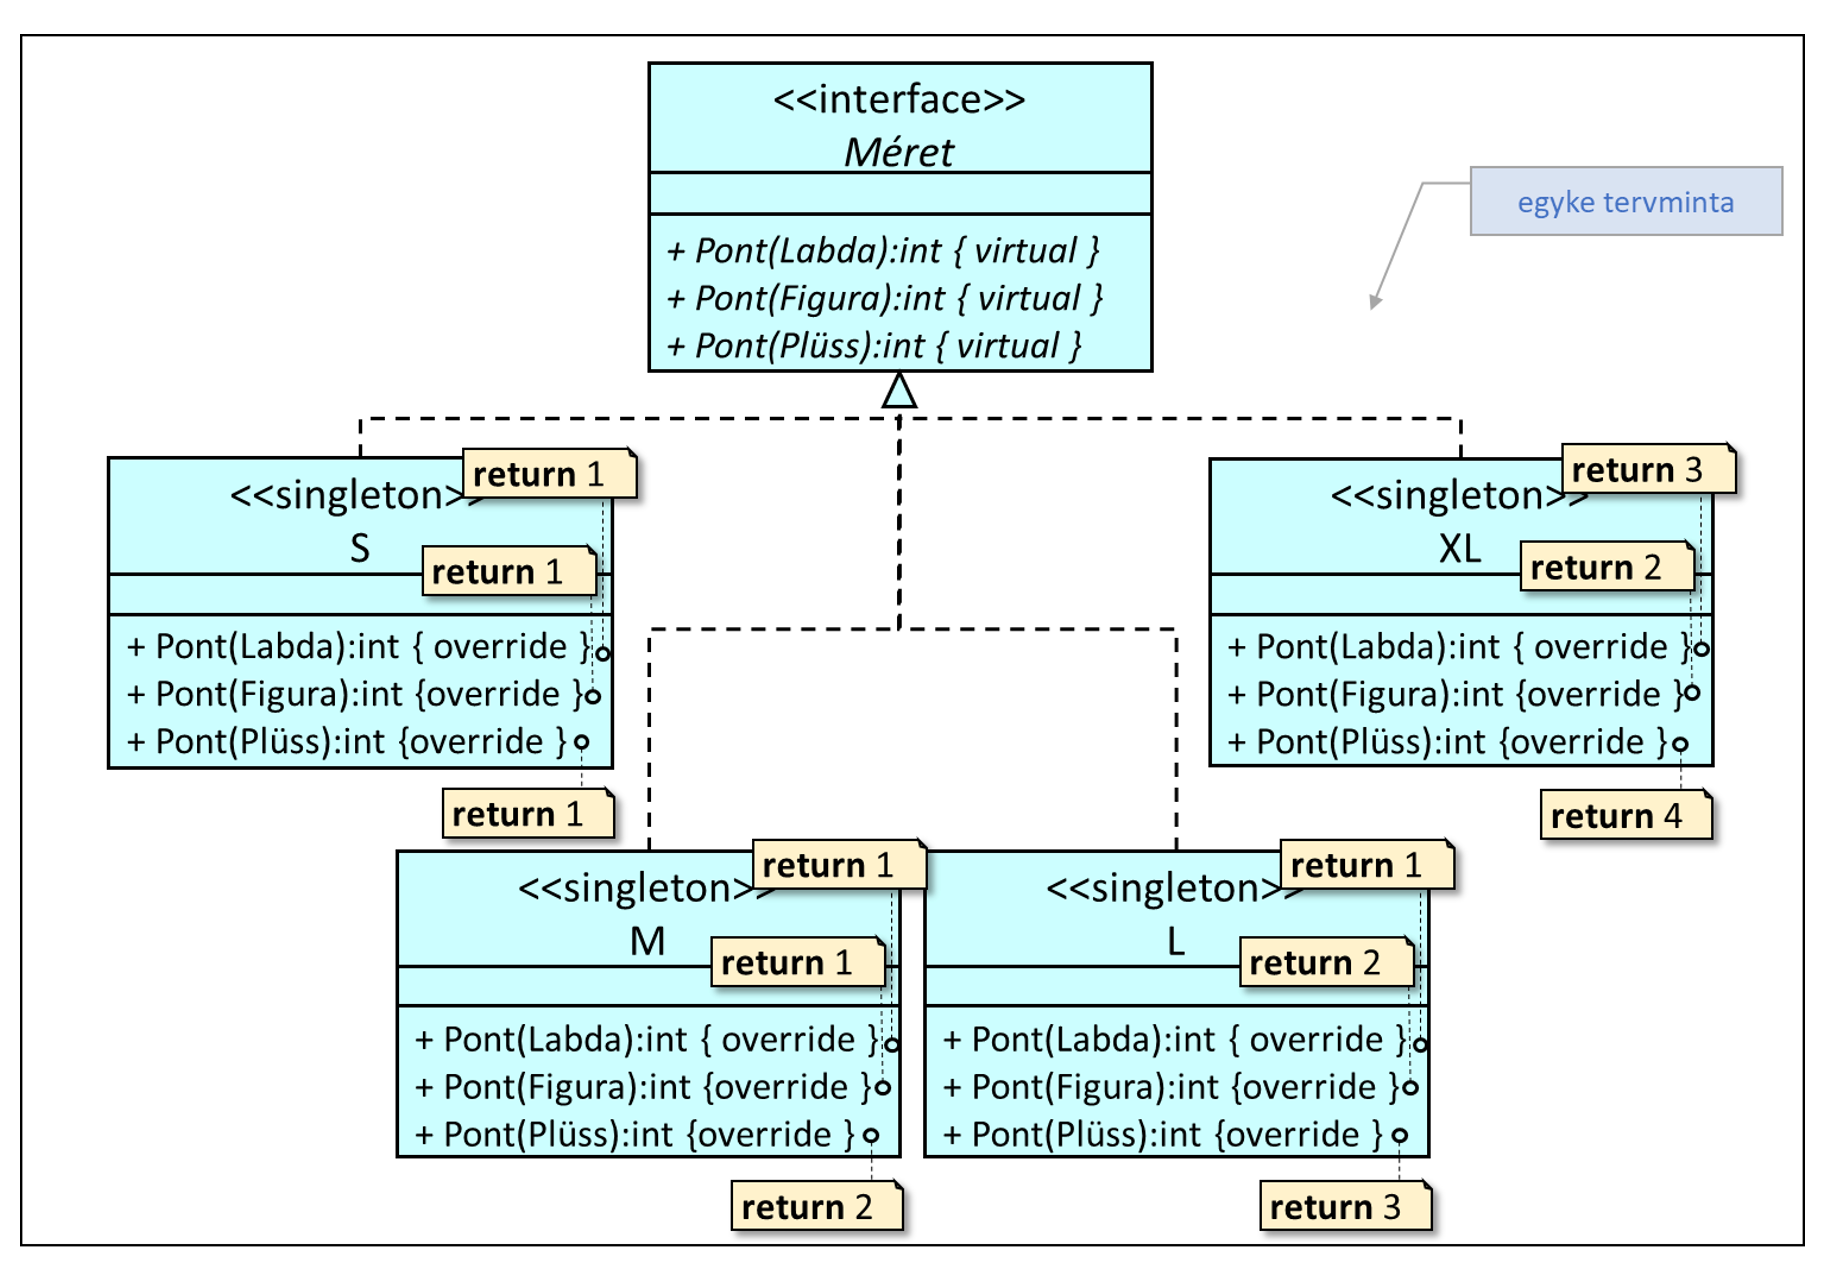 <<interface>>
Méret
+ Pont(Labda):int { virtual }
+ Pont(Figura):int { virtual }
+ Pont(Plüss):int { virtual }
egyke tervminta
return 1
<<singleton>>
S
return 1
+ Pont(Labda):int { override }
+ Pont(Figura):int {override }
+ Pont(Plüss):int {override }
return 1
return 3
<<singleton>>
XL
return 2
+ Pont(Labda):int { override }
+ Pont(Figura):int {override }
+ Pont(Plüss):int {override }
return 4
return 1
<<singleton>>
M
return 1
+ Pont(Labda):int { override }
+ Pont(Figura):int {override }
+ Pont(Plüss):int {override }
return 2
return 1
<<singleton>>
L
return 2
+ Pont(Labda):int { override }
+ Pont(Figura):int {override }
+ Pont(Plüss):int {override }
return 3